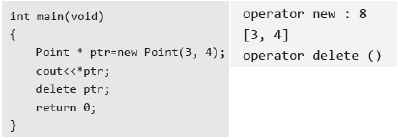 int main(void)
{
    Point * ptr=new Point(3, 4);
    cout<<*ptr;
    delete ptr;
    return 0;
}
operator new : 8
[3, 4]
operator delete ()